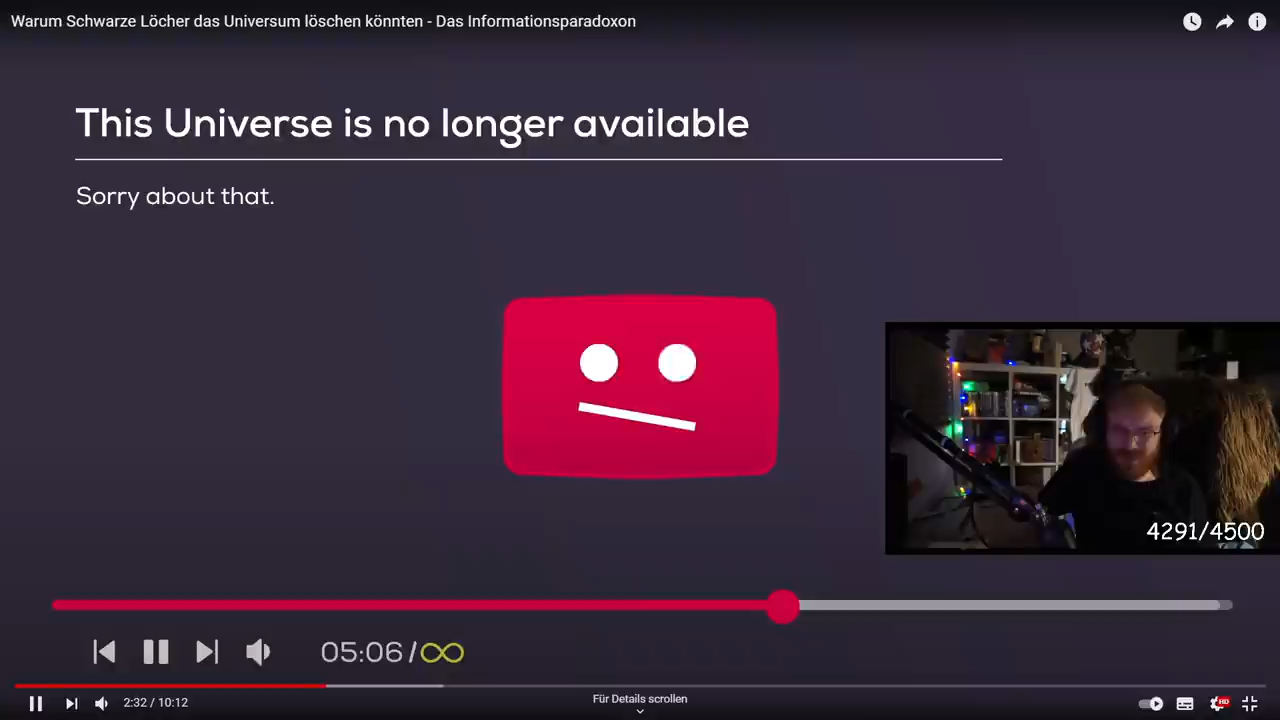 Warum Schwarze Löcher das Universum löschen könnten - Das Informationsparadoxon
This Universe is no longer available
Sorry about that.
4291/4500
05:06/∞
2:32 / 10:12
Für Details scrollen
HD